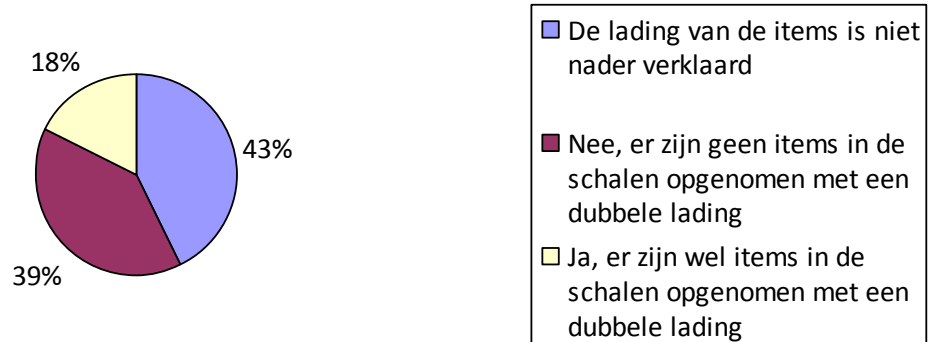 18%
43%
39%
De lading van de items is niet
nader verklaard
Nee, er zijn geen items in de
schalen opgenomen met een
dubbele lading
Ja, er zijn wel items in de
schalen opgenomen met een
dubbele lading